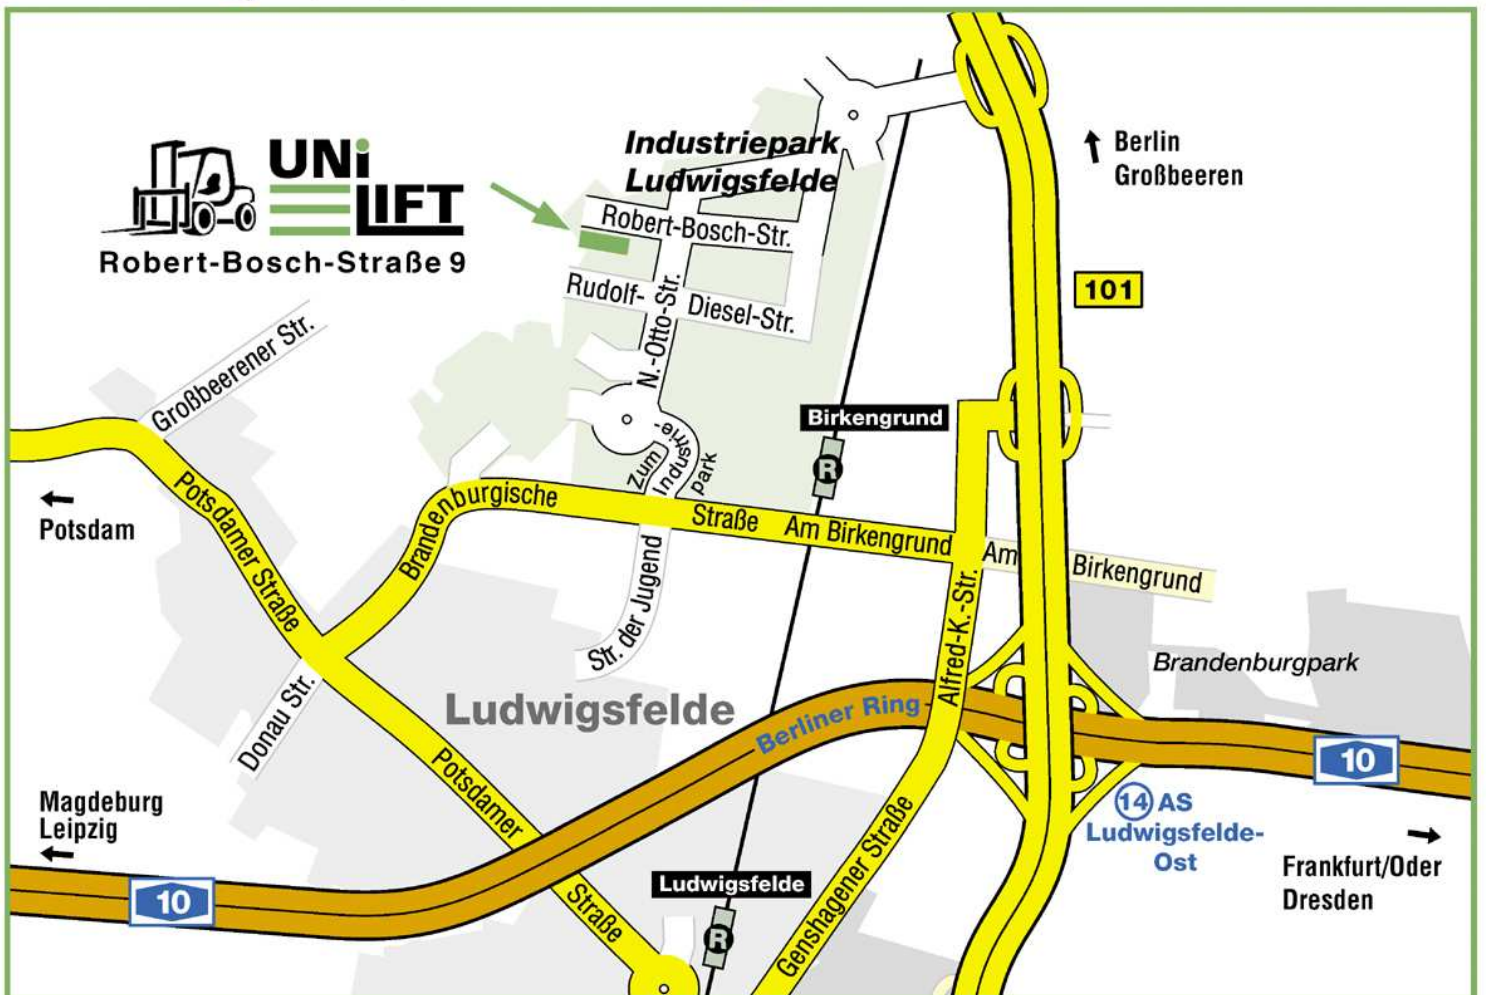 UNi
LIFT
Robert-Bosch-Straße 9
Industriepark
Ludwigsfelde
Robert-Bosch-Str.
Rudolf-
Diesel-Str.
N.-Otto-Str.
Berlin
Großbeeren
101
Großbeerener Str.
Birkengrund
R
Zum
Industrie-
park
Potsdam
Potsdamer Straße
Brandenburgische
Straße
Am Birkengrund
Am
Birkengrund
Str. der Jugend
Alfred-K.-Str.
Brandenburgpark
Donau Str.
Ludwigsfelde
Berliner Ring
10
Potsdamer
Straße
Magdeburg
Leipzig
10
14 AS
Ludwigsfelde-
Ost
Frankfurt/Oder
Dresden
Genshagener Straße
Ludwigsfelde
R